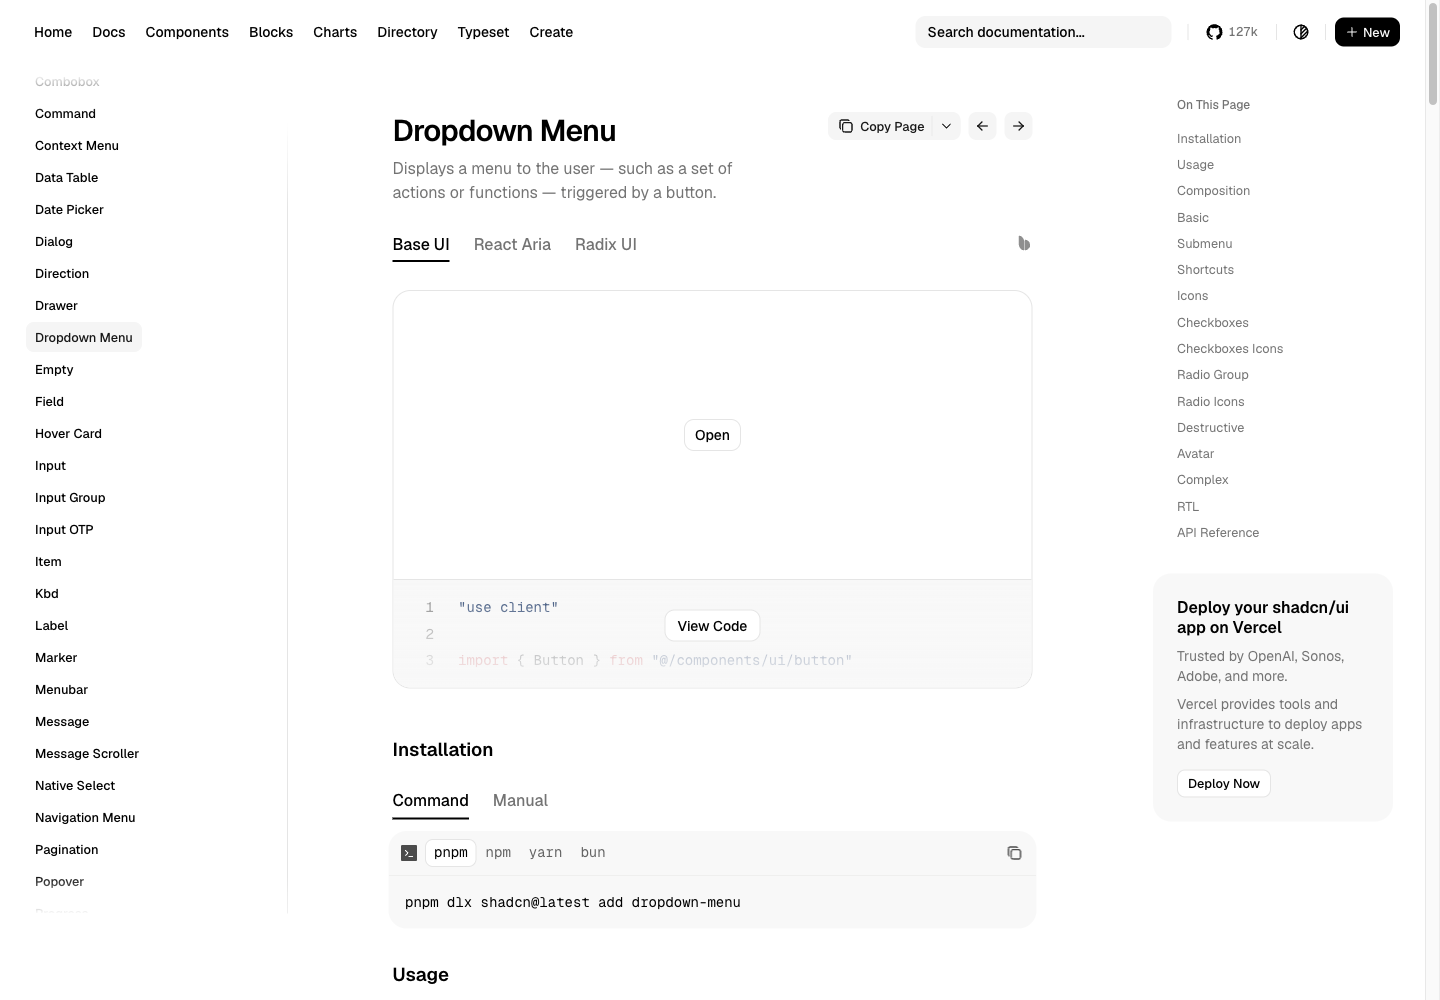 Home Docs Components Blocks Charts Directory Typeset Create
Search documentation...
127k
New
Combobox
Command
Context Menu
Data Table
Date Picker
Dialog
Direction
Drawer
Dropdown Menu
Empty
Field
Hover Card
Input
Input Group
Input OTP
Item
Kbd
Label
Marker
Menubar
Message
Message Scroller
Native Select
Navigation Menu
Pagination
Popover
Dropdown Menu
Copy Page
Displays a menu to the user — such as a set of
actions or functions — triggered by a button.
Base UI React Aria Radix UI
Open
1 "use client"
2
View Code
3 import { Button } from "@/components/ui/button"
Installation
Command Manual
pnpm npm yarn bun
pnpm dlx shadcn@latest add dropdown-menu
Usage
On This Page
Installation
Usage
Composition
Basic
Submenu
Shortcuts
Icons
Checkboxes
Checkboxes Icons
Radio Group
Radio Icons
Destructive
Avatar
Complex
RTL
API Reference
Deploy your shadcn/ui
app on Vercel
Trusted by OpenAI, Sonos,
Adobe, and more.
Vercel provides tools and
infrastructure to deploy apps
and features at scale.
Deploy Now